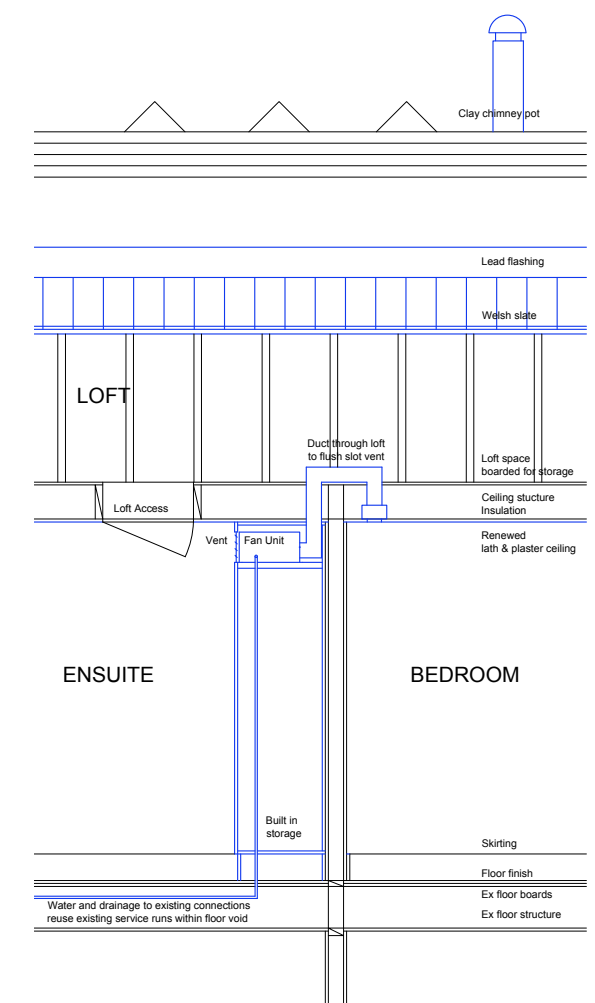 Clay chimney pot
Lead flashing
Welsh slate
LOFT
Duct through loft
to flush slot vent
Loft space
boarded for storage
Loft Access
Ceiling stucture
Insulation
Vent
Fan Unit
Renewed
lath & plaster ceiling
ENSUITE
BEDROOM
Built in
storage
Skirting
Floor finish
Ex floor boards
Water and drainage to existing connections
reuse existing service runs within floor void
Ex floor structure